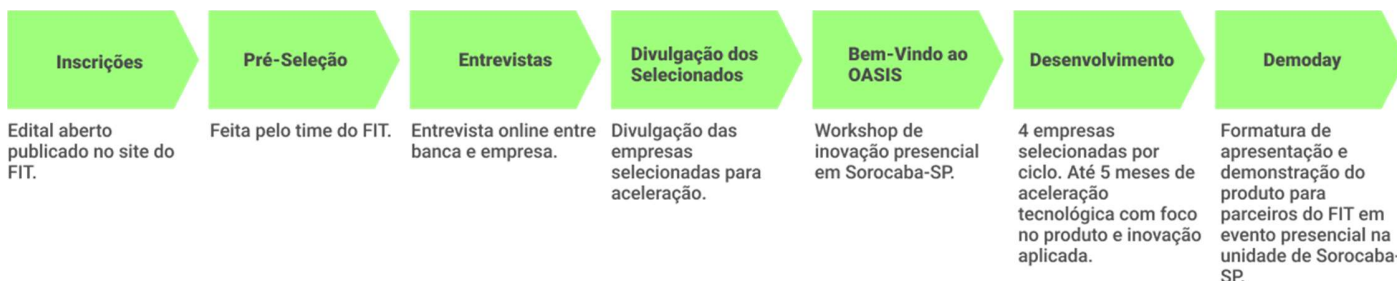 Inscrições
Edital aberto
publicado no site do
FIT.
Pré-Seleção
Feita pelo time do FIT.
Entrevistas
Entrevista online entre
banca e empresa.
Divulgação dos
Selecionados
Divulgação das
empresas
selecionadas para
aceleração.
Bem-Vindo ao
OASIS
Workshop de
inovação presencial
em Sorocaba-SP.
Desenvolvimento
4 empresas
selecionadas por
ciclo. Até 5 meses de
aceleração
tecnológica com foco
no produto e inovação
aplicada.
Demoday
Formatura de
apresentação e
demonstração do
produto para
parceiros do FIT em
evento presencial na
unidade de Sorocaba-
SP.